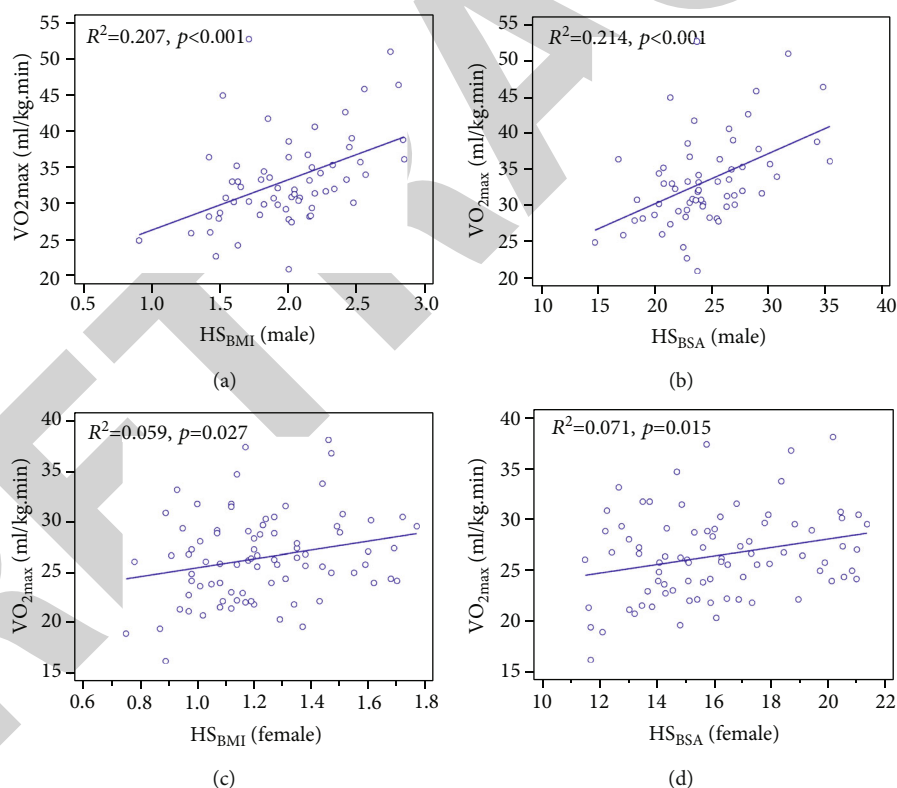 R²=0.207, p<0.001
55
50
45
40
35
30
25
20
VO2max (ml/kg.min)
0.5 1.0 1.5 2.0 2.5 3.0
HS_BMI (male)
(a)
R²=0.214, p<0.001
55
50
45
40
35
30
25
20
VO₂max (ml/kg.min)
10 15 20 25 30 35 40
HS_BSA (male)
(b)
R²=0.059, p=0.027
40
35
30
25
20
15
VO₂max (ml/kg.min)
0.6 0.8 1.0 1.2 1.4 1.6 1.8
HS_BMI (female)
(c)
R²=0.071, p=0.015
40
35
30
25
20
15
VO₂max (ml/kg.min)
10 12 14 16 18 20 22
HS_BSA (female)
(d)